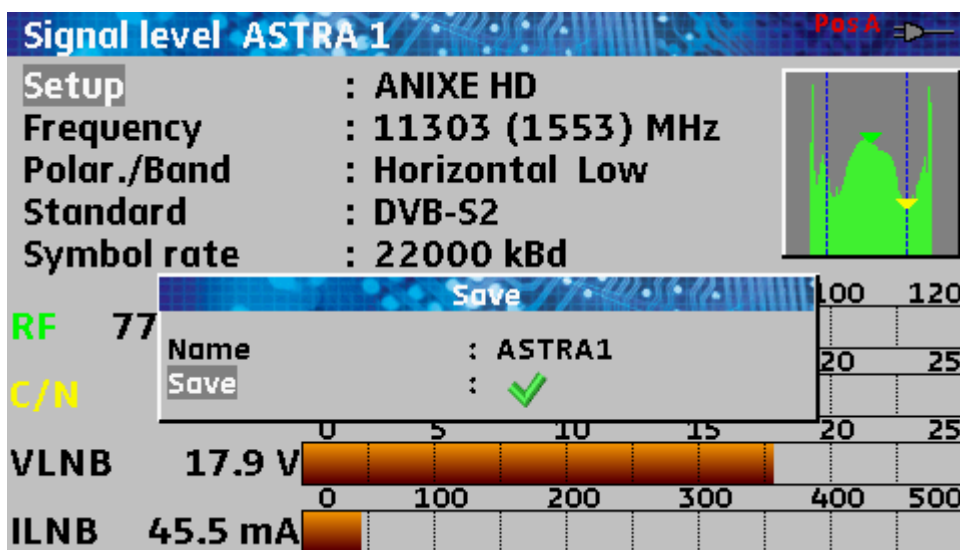 Signal level ASTRA 1 Pos A
Setup : ANIXE HD
Frequency : 11303 (1553) MHz
Polar./Band : Horizontal Low
Standard : DVB-S2
Symbol rate : 22000 kBd
Save
100 120
RF 77
Name : ASTRA1
20 25
Save :
C/N
0 5 10 15 20 25
VLNB 17.9 V
0 100 200 300 400 500
ILNB 45.5 mA